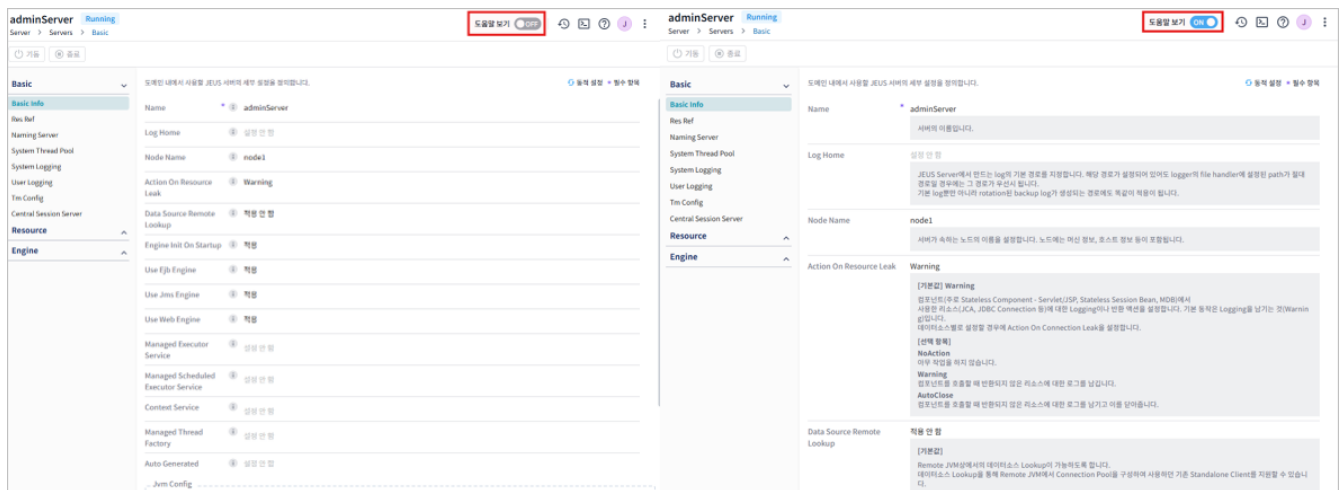 adminServer Running
Server > Servers > Basic
도움말 보기 OFF
J
기동
종료
Basic
Basic Info
Res Ref
Naming Server
System Thread Pool
System Logging
User Logging
Tm Config
Central Session Server
Resource
Engine
도메인 내에서 사용할 JEUS 서버의 세부 설정을 정의합니다.
동적 설정 * 필수 항목
Name * adminServer
Log Home 설정 안 함
Node Name node1
Action On Resource Leak Warning
Data Source Remote Lookup 적용 안 함
Engine Init On Startup 적용
Use Ejb Engine 적용
Use Jms Engine 적용
Use Web Engine 적용
Managed Executor Service 설정 안 함
Managed Scheduled Executor Service 설정 안 함
Context Service 설정 안 함
Managed Thread Factory 설정 안 함
Auto Generated 설정 안 함
Jvm Config
adminServer Running
Server > Servers > Basic
도움말 보기 ON
J
기동
종료
Basic
Basic Info
Res Ref
Naming Server
System Thread Pool
System Logging
User Logging
Tm Config
Central Session Server
Resource
Engine
도메인 내에서 사용할 JEUS 서버의 세부 설정을 정의합니다.
동적 설정 * 필수 항목
Name * adminServer
서버의 이름입니다.
Log Home 설정 안 함
JEUS Server에서 만드는 log의 기본 경로를 지정합니다. 해당 경로가 설정되어 있어도 logger의 file handler에 설정된 path가 절대
경로일 경우에는 그 경로가 우선시 됩니다.
기본 log뿐만 아니라 rotation된 backup log가 생성되는 경로에도 똑같이 적용이 됩니다.
Node Name node1
서버가 속하는 노드의 이름을 설정합니다. 노드에는 머신 정보, 호스트 정보 등이 포함됩니다.
Action On Resource Leak Warning
[기본값] Warning
컴포넌트(주로 Stateless Component - Servlet/JSP, Stateless Session Bean, MDB)에서
사용한 리소스(JCA, JDBC Connection 등)에 대한 Logging이나 반환 액션을 설정합니다. 기본 동작은 Logging을 남기는 것(Warnin
g)입니다.
데이터소스별로 설정할 경우에 Action On Connection Leak을 설정합니다.
[선택 항목]
NoAction
아무 작업을 하지 않습니다.
Warning
컴포넌트를 호출할 때 반환되지 않은 리소스에 대한 로그를 남깁니다.
AutoClose
컴포넌트를 호출할 때 반환되지 않은 리소스에 대한 로그를 남기고 이를 닫아줍니다.
Data Source Remote Lookup 적용 안 함
[기본값]
Remote JVM상에서의 데이터소스 Lookup이 가능하도록 합니다.
데이터소스 Lookup을 통해 Remote JVM에서 Connection Pool을 구성하여 사용하던 기존 Standalone Client를 지원할 수 있습니
다.